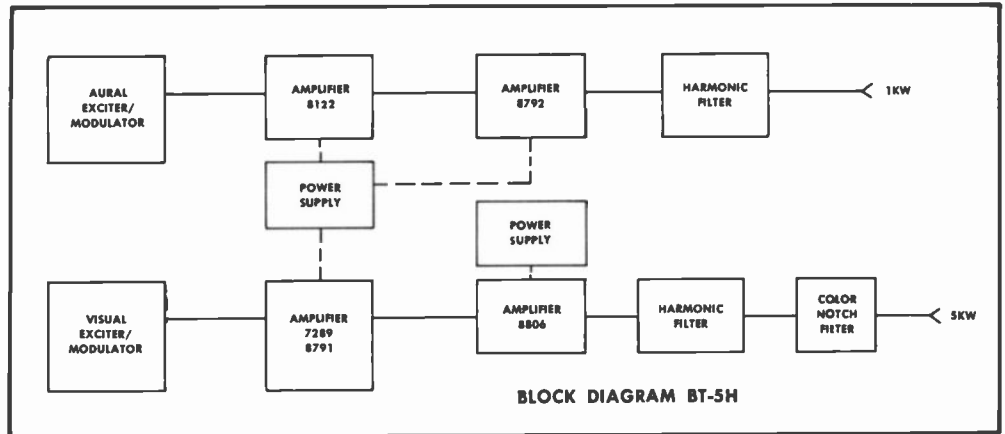 AURAL
EXCITER/
MODULATOR
AMPLIFIER
8122
AMPLIFIER
8792
HARMONIC
FILTER
1KW
POWER
SUPPLY
POWER
SUPPLY
VISUAL
EXCITER/
MODULATOR
AMPLIFIER
7289
8791
AMPLIFIER
8806
HARMONIC
FILTER
COLOR
NOTCH
FILTER
5KW
BLOCK DIAGRAM BT-5H